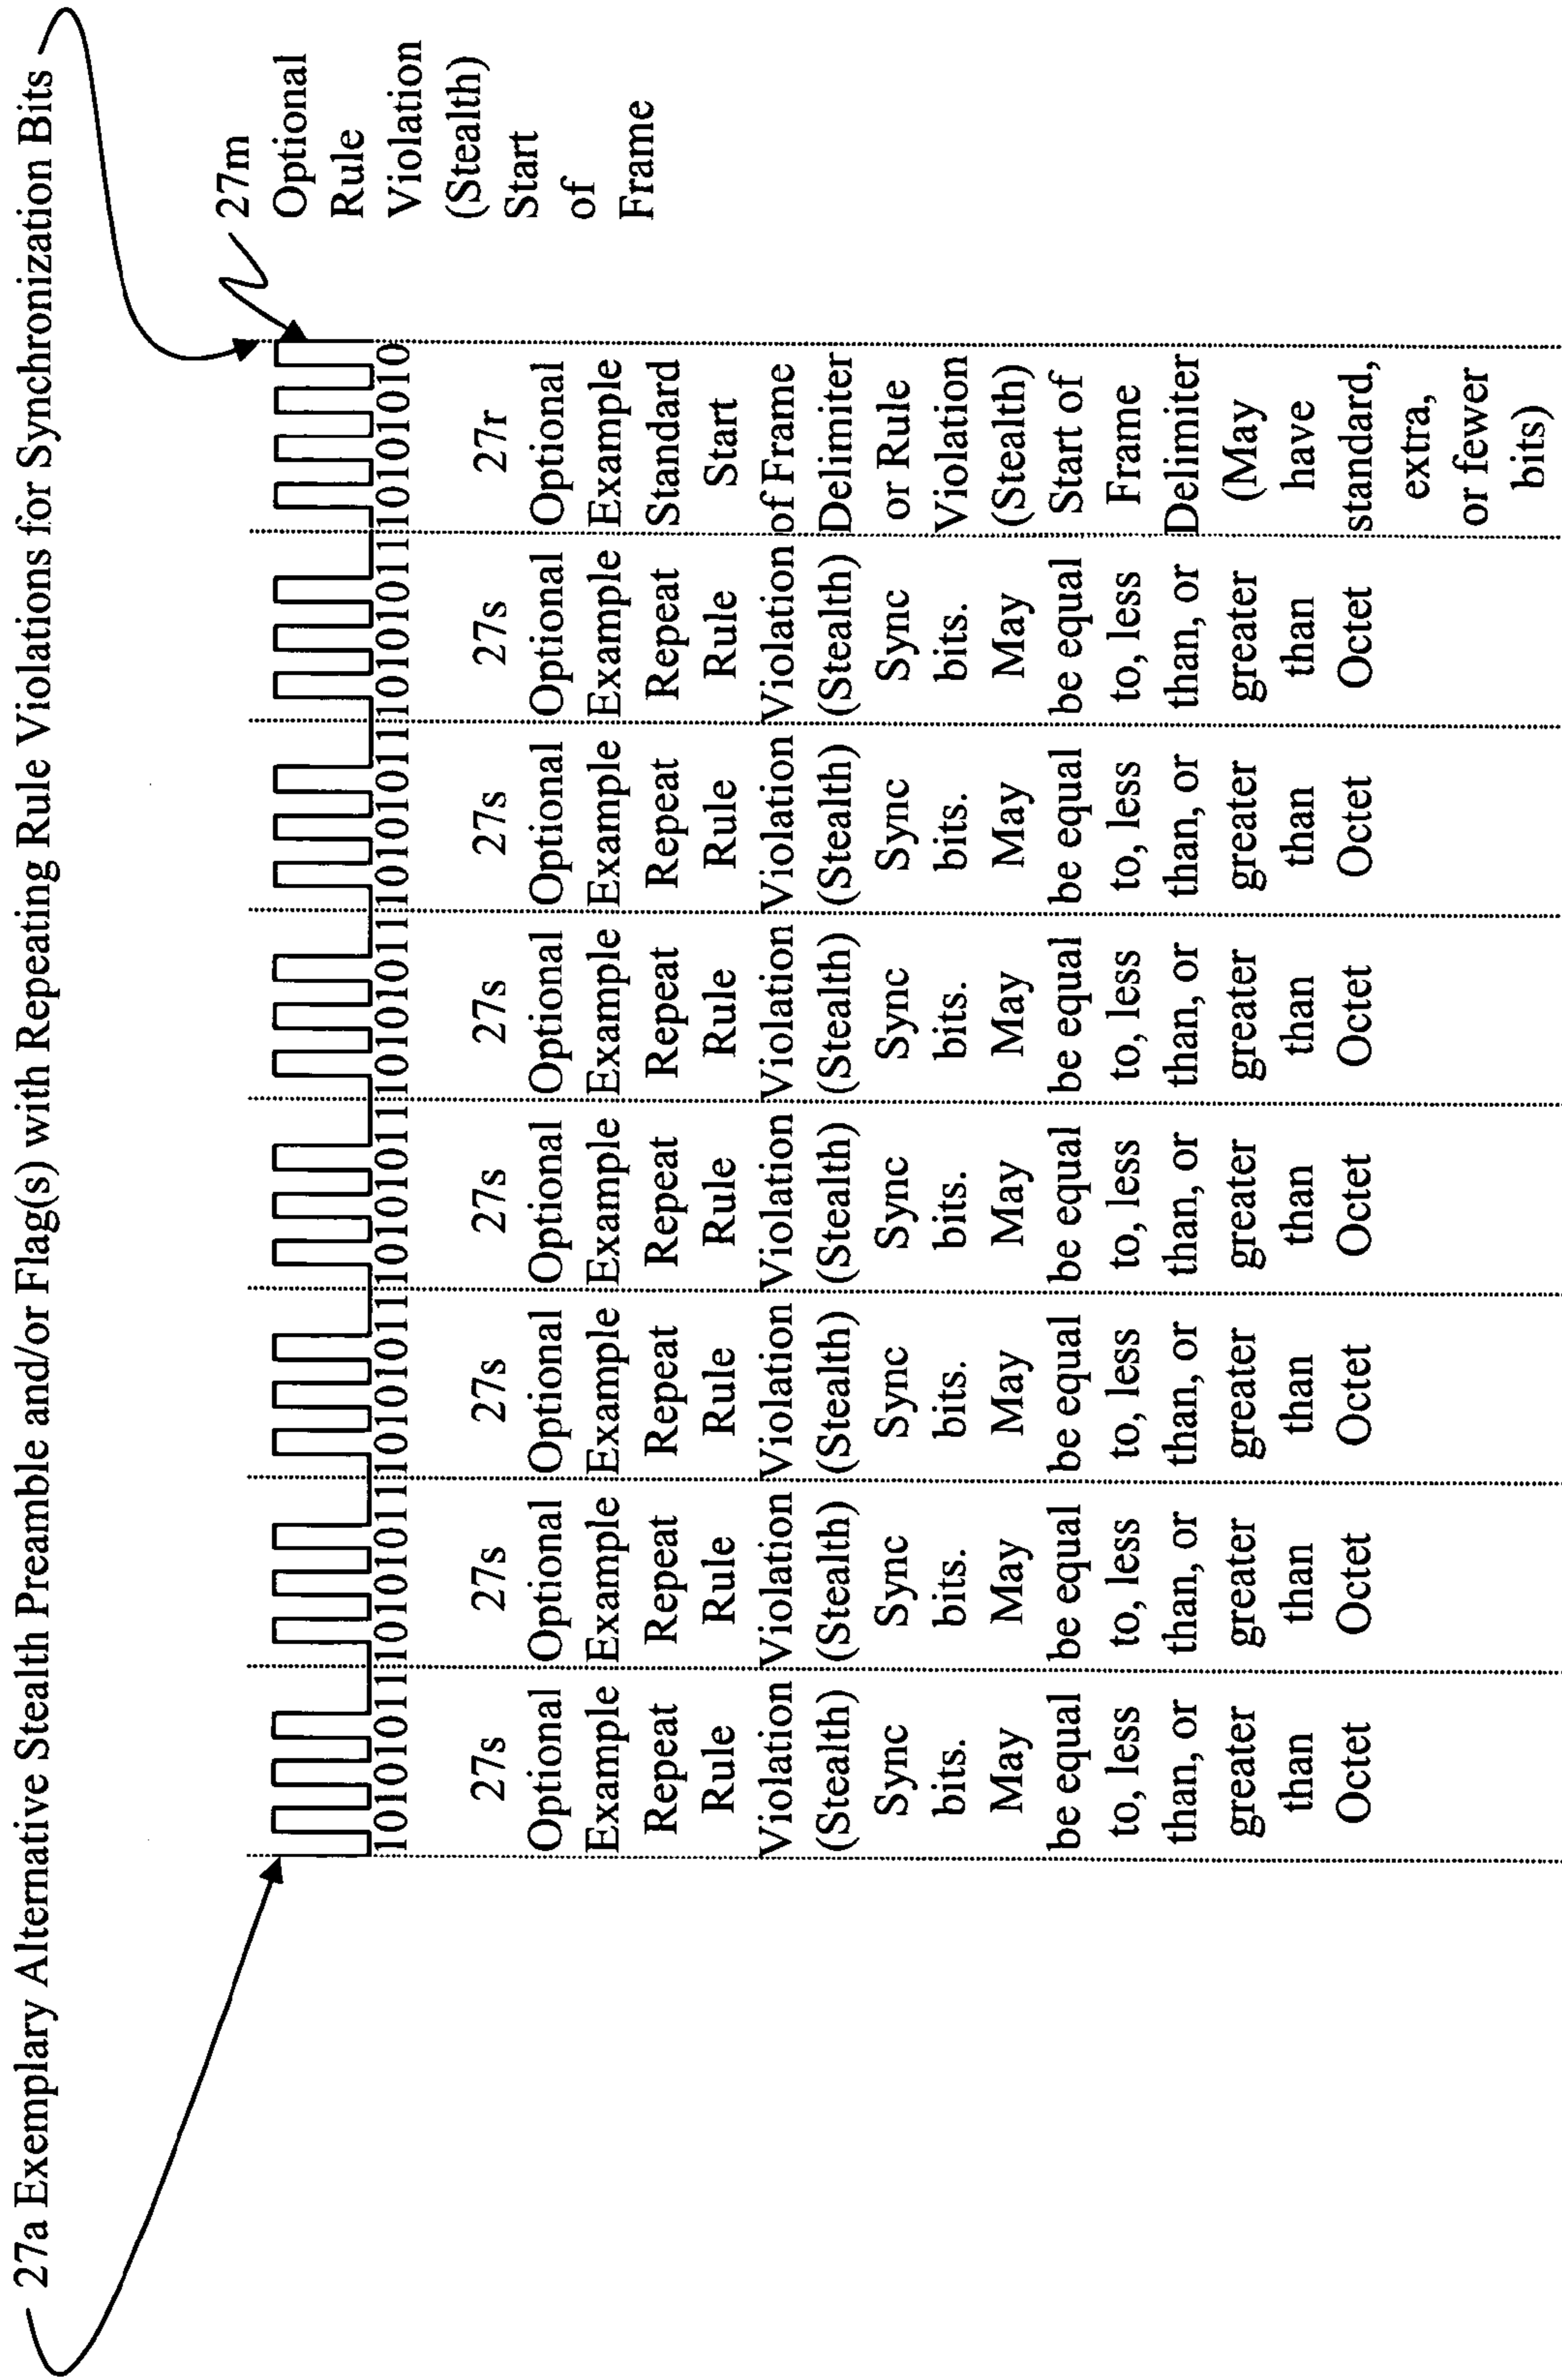 27a Exemplary Alternative Stealth Preamble and/or Flag(s) with Repeating Rule Violations for Synchronization Bits
27m
Optional
Rule
Violation
(Stealth)
Start
of
Frame
10101011 10101011 10101011 10101011 10101011 10101011 10101011 10101010
27s
Optional
Example
Repeat
Rule
Violation
(Stealth)
Sync
bits.
May
be equal
to, less
than, or
greater
than
Octet
27s
Optional
Example
Repeat
Rule
Violation
(Stealth)
Sync
bits.
May
be equal
to, less
than, or
greater
than
Octet
27s
Optional
Example
Repeat
Rule
Violation
(Stealth)
Sync
bits.
May
be equal
to, less
than, or
greater
than
Octet
27s
Optional
Example
Repeat
Rule
Violation
(Stealth)
Sync
bits.
May
be equal
to, less
than, or
greater
than
Octet
27s
Optional
Example
Repeat
Rule
Violation
(Stealth)
Sync
bits.
May
be equal
to, less
than, or
greater
than
Octet
27s
Optional
Example
Repeat
Rule
Violation
(Stealth)
Sync
bits.
May
be equal
to, less
than, or
greater
than
Octet
27s
Optional
Example
Repeat
Rule
Violation
(Stealth)
Sync
bits.
May
be equal
to, less
than, or
greater
than
Octet
27r
Optional
Example
Standard
Start
of Frame
Delimiter
or Rule
Violation
(Stealth)
Start of
Frame
Delimiter
(May
have
standard,
extra,
or fewer
bits)